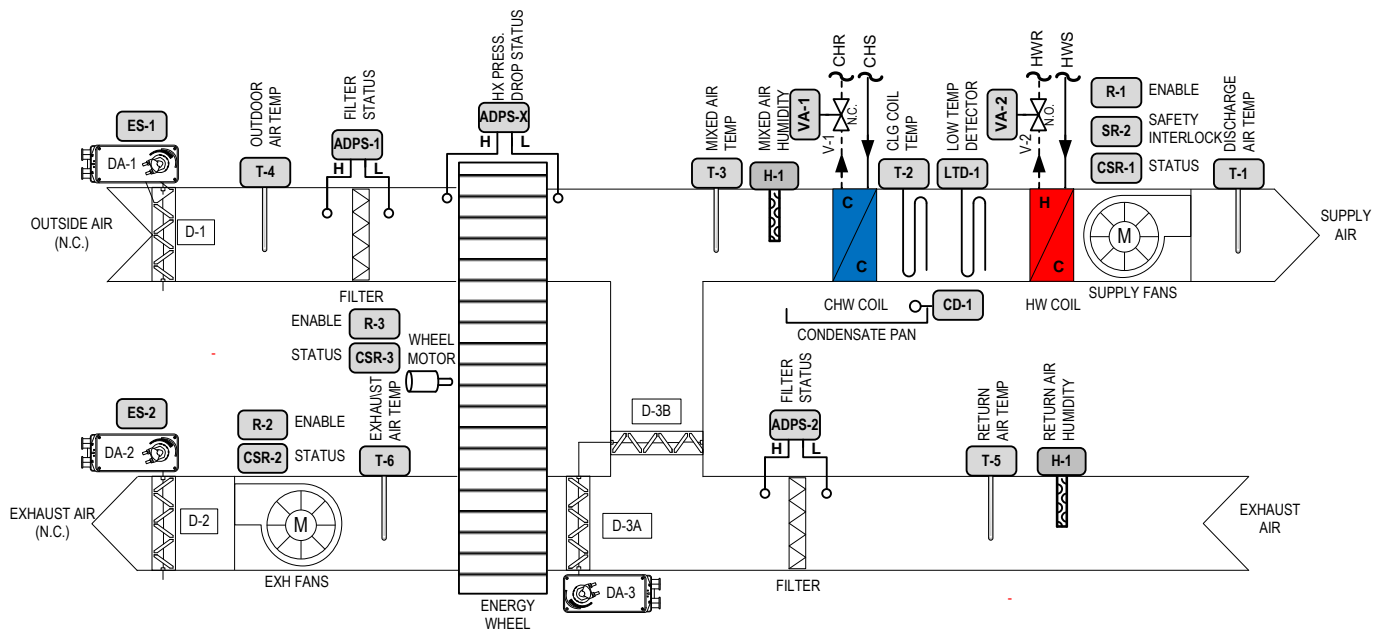 ES-1
DA-1
OUTSIDE AIR
(N.C.)
D-1
OUTDOOR
AIR TEMP
T-4
FILTER
STATUS
ADPS-1
H
L
FILTER
HX PRESS.
DROP STATUS
ADPS-X
H
L
MIXED AIR
TEMP
T-3
MIXED AIR
HUMIDITY
H-1
VA-1
CHR
CHS
N.C.
V-1
C
C
CLG COIL
TEMP
T-2
LOW TEMP
DETECTOR
LTD-1
VA-2
HWR
HWS
N.O.
V-2
H
C
R-1
ENABLE
SR-2
SAFETY
INTERLOCK
CSR-1
STATUS
DISCHARGE
AIR TEMP
T-1
M
SUPPLY
AIR
CHW COIL
CD-1
CONDENSATE PAN
HW COIL
SUPPLY FANS
ENABLE
R-3
STATUS
CSR-3
WHEEL
MOTOR
ES-2
DA-2
R-2
ENABLE
CSR-2
STATUS
EXHAUST
AIR TEMP
T-6
EXHAUST AIR
(N.C.)
D-2
M
EXH FANS
ENERGY
WHEEL
D-3B
D-3A
DA-3
FILTER
STATUS
ADPS-2
H
L
FILTER
RETURN
AIR TEMP
T-5
RETURN AIR
HUMIDITY
H-1
EXHAUST
AIR